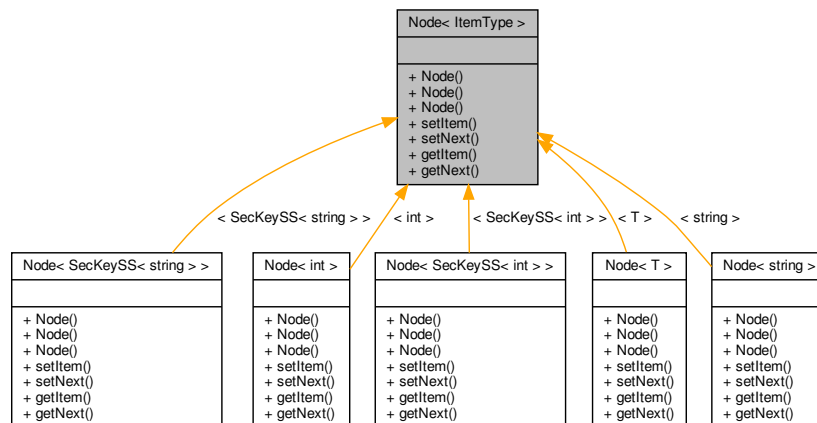 Node< ItemType >
+ Node()
+ Node()
+ Node()
+ setItem()
+ setNext()
+ getItem()
+ getNext()
< SecKeySS< string > >
< int >
< SecKeySS< int > >
< T >
< string >
Node< SecKeySS< string > >
+ Node()
+ Node()
+ Node()
+ setItem()
+ setNext()
+ getItem()
+ getNext()
Node< int >
+ Node()
+ Node()
+ Node()
+ setItem()
+ setNext()
+ getItem()
+ getNext()
Node< SecKeySS< int > >
+ Node()
+ Node()
+ Node()
+ setItem()
+ setNext()
+ getItem()
+ getNext()
Node< T >
+ Node()
+ Node()
+ Node()
+ setItem()
+ setNext()
+ getItem()
+ getNext()
Node< string >
+ Node()
+ Node()
+ Node()
+ setItem()
+ setNext()
+ getItem()
+ getNext()